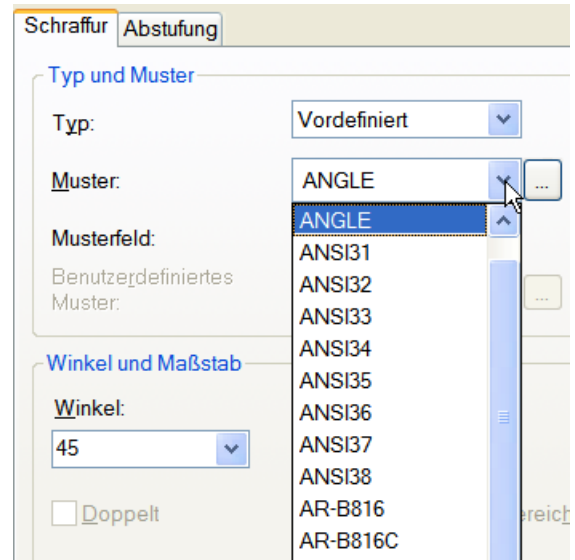 Schraffur Abstufung
Typ und Muster
Typ: Vordefiniert
Muster: ANGLE ...
ANGLE
Musterfeld:
ANSI31
Benutzerdefiniertes
Muster: ...
ANSI32
ANSI33
ANSI34
Winkel und Maßstab
ANSI35
Winkel:
ANSI36
45
ANSI37
ANSI38
Doppelt
AR-B816
AR-B816C